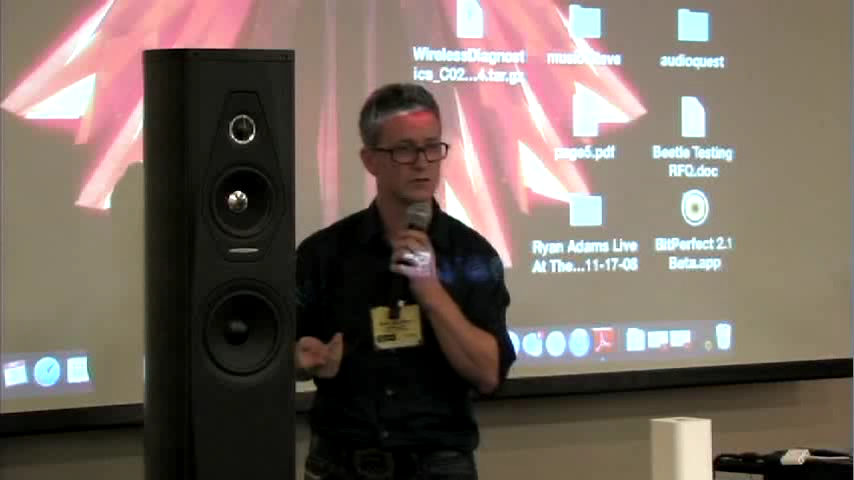 WirelessDiagnost
ics_C02...4.tar.gz
audioquest
page5.pdf
Beetle Testing
RFQ.doc
Ryan Adams Live
At The...11-17-06
BitPerfect 2.1
Beta.app